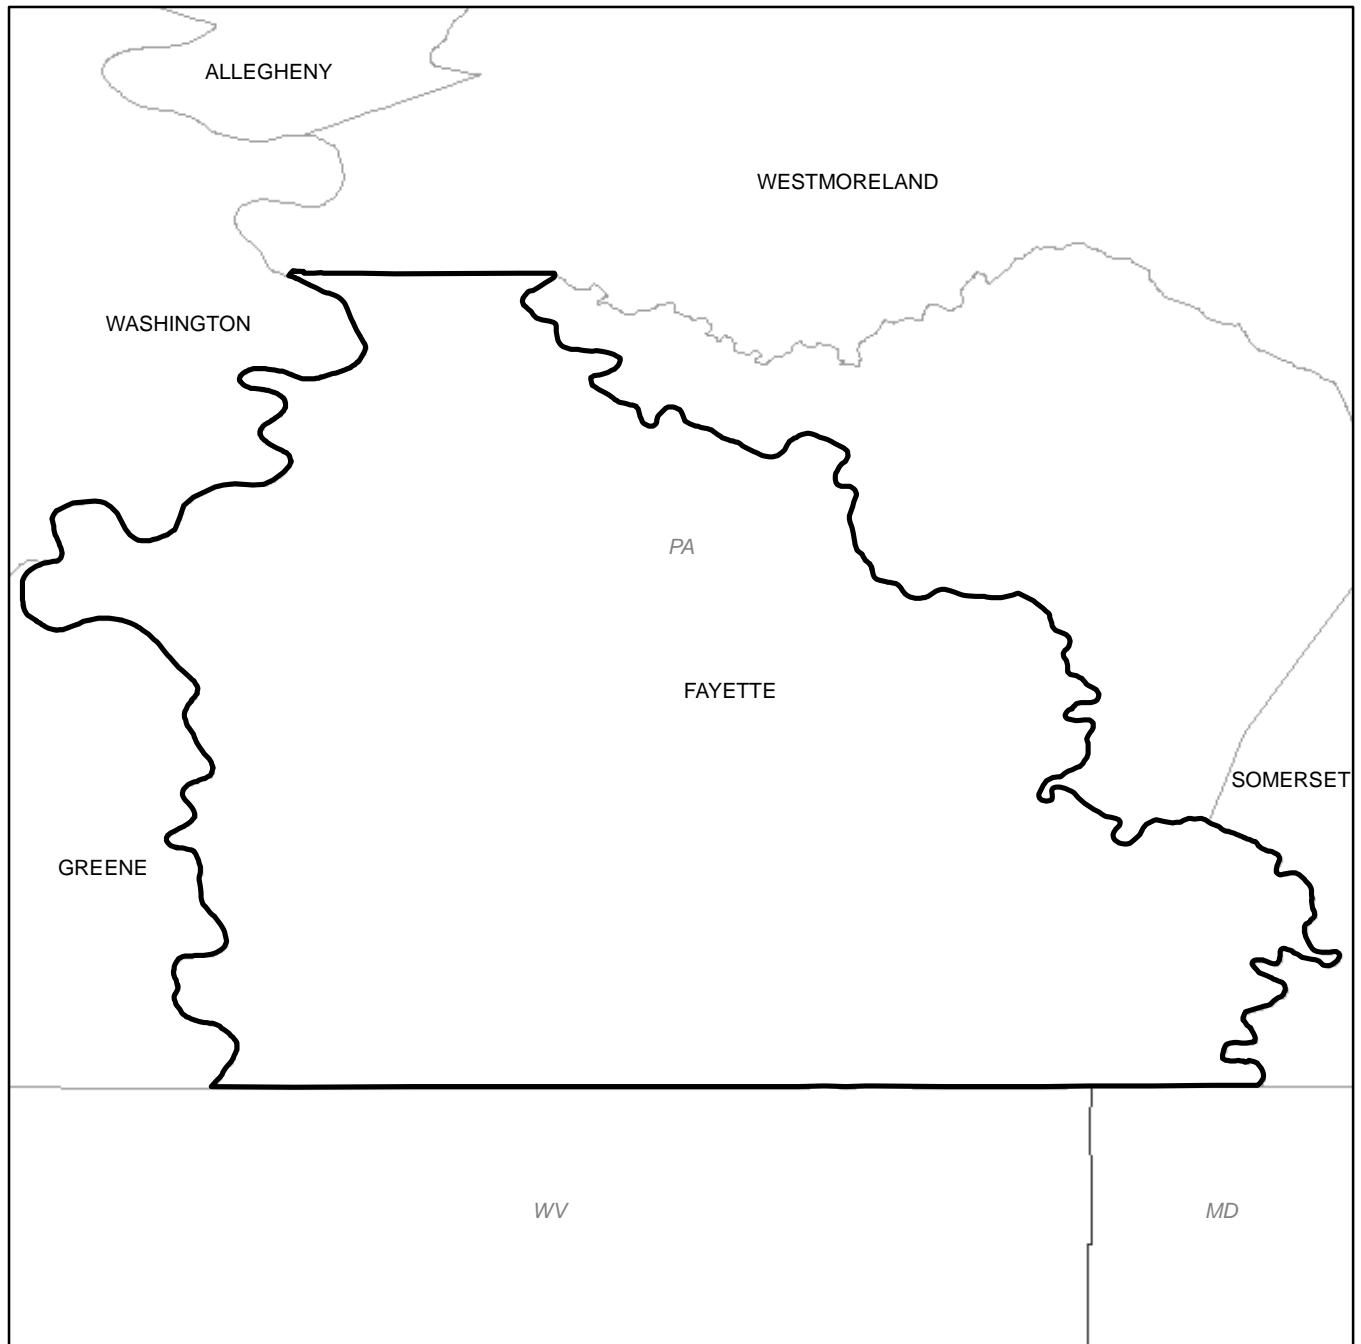 ALLEGHENY
WESTMORELAND
WASHINGTON
PA
FAYETTE
SOMERSET
GREENE
WV
MD